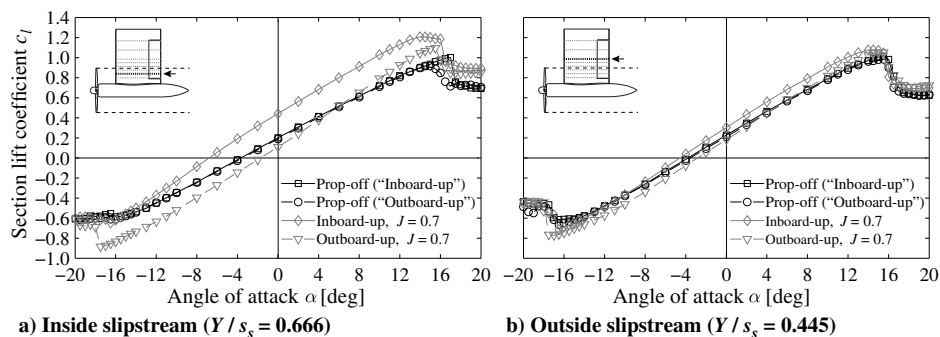 1.4
1.2
1.0
0.8
0.6
0.4
0.2
0.0
−0.2
−0.4
−0.6
−0.8
−1.0
Section lift coefficient c_l
Prop-off (“Inboard-up”)
Prop-off (“Outboard-up”)
Inboard-up, J = 0.7
Outboard-up, J = 0.7
−20 −16 −12 −8 −4 0 4 8 12 16 20
Angle of attack α [deg]
a) Inside slipstream (Y / s_s = 0.666)
Prop-off (“Inboard-up”)
Prop-off (“Outboard-up”)
Inboard-up, J = 0.7
Outboard-up, J = 0.7
−20 −16 −12 −8 −4 0 4 8 12 16 20
Angle of attack α [deg]
b) Outside slipstream (Y / s_s = 0.445)